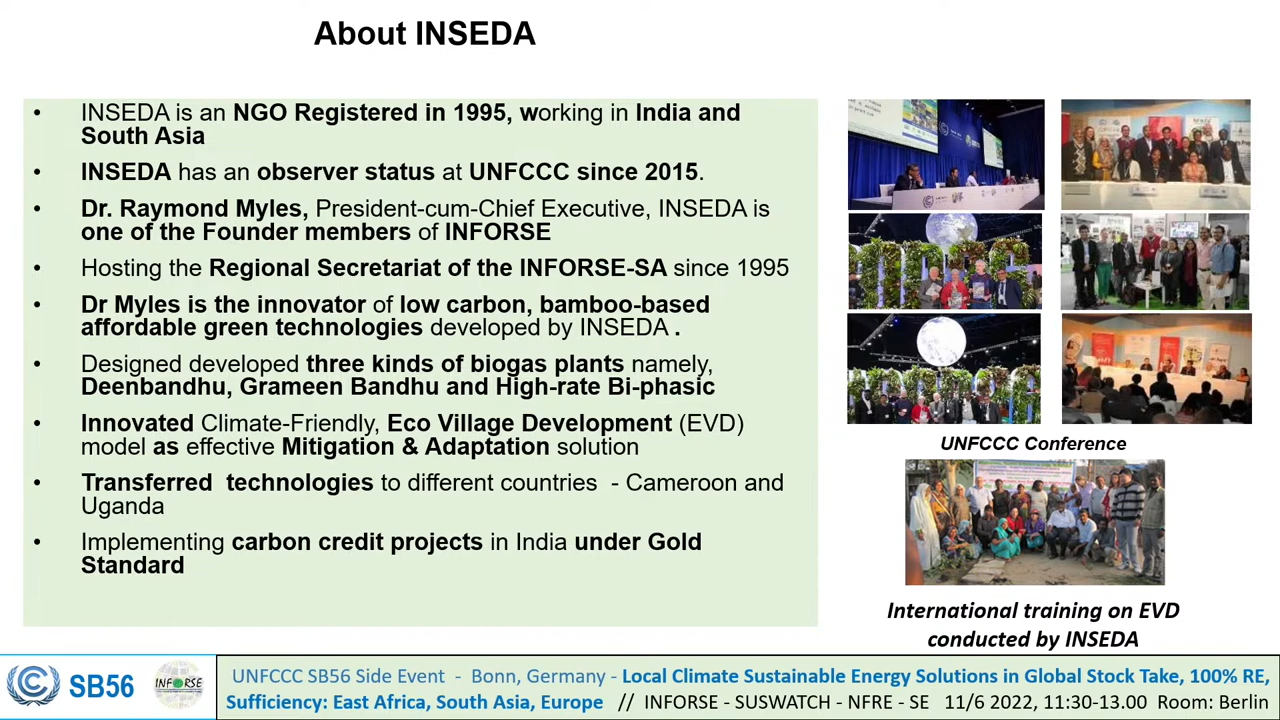 About INSEDA
• INSEDA is an NGO Registered in 1995, working in India and
South Asia
• INSEDA has an observer status at UNFCCC since 2015.
• Dr. Raymond Myles, President-cum-Chief Executive, INSEDA is
one of the Founder members of INFORSE
• Hosting the Regional Secretariat of the INFORSE-SA since 1995
• Dr Myles is the innovator of low carbon, bamboo-based
affordable green technologies developed by INSEDA .
• Designed developed three kinds of biogas plants namely,
Deenbandhu, Grameen Bandhu and High-rate Bi-phasic
• Innovated Climate-Friendly, Eco Village Development (EVD)
model as effective Mitigation & Adaptation solution
• Transferred technologies to different countries - Cameroon and
Uganda
• Implementing carbon credit projects in India under Gold
Standard
UNFCCC Conference
International training on EVD
conducted by INSEDA
SB56
INFORSE
UNFCCC SB56 Side Event - Bonn, Germany - Local Climate Sustainable Energy Solutions in Global Stock Take, 100% RE,
Sufficiency: East Africa, South Asia, Europe // INFORSE - SUSWATCH - NFRE - SE 11/6 2022, 11:30-13.00 Room: Berlin